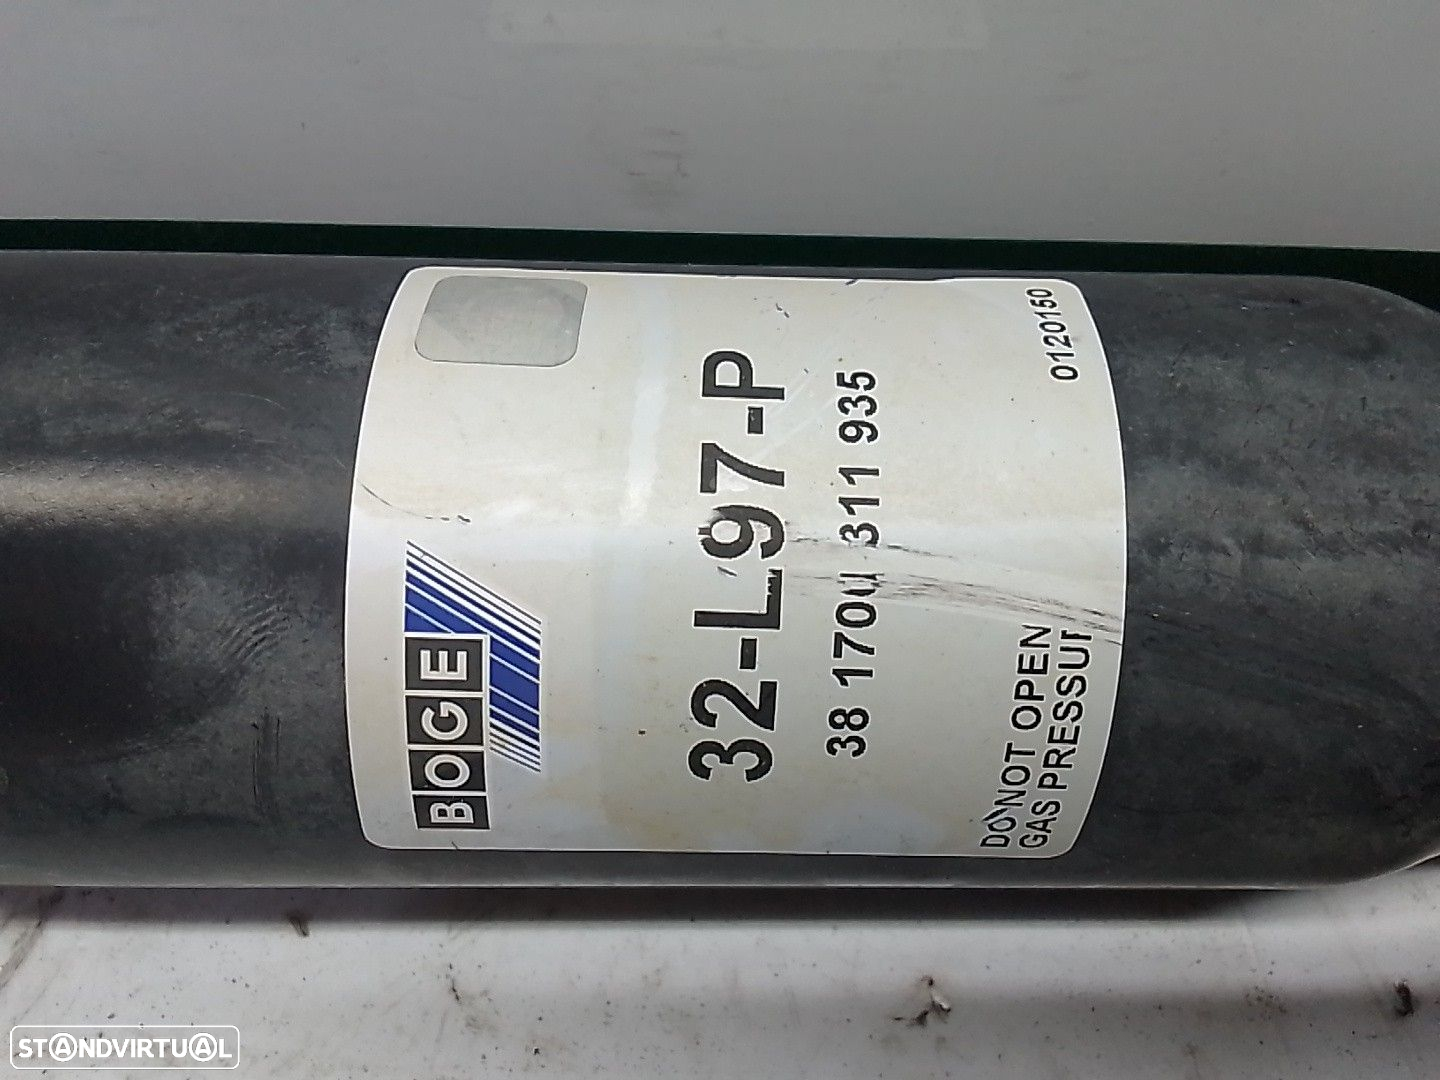 BOGE
32-L97-P
38 1700 311 935
DO NOT OPEN
GAS PRESSUR
0120150
STANDVIRTUAL